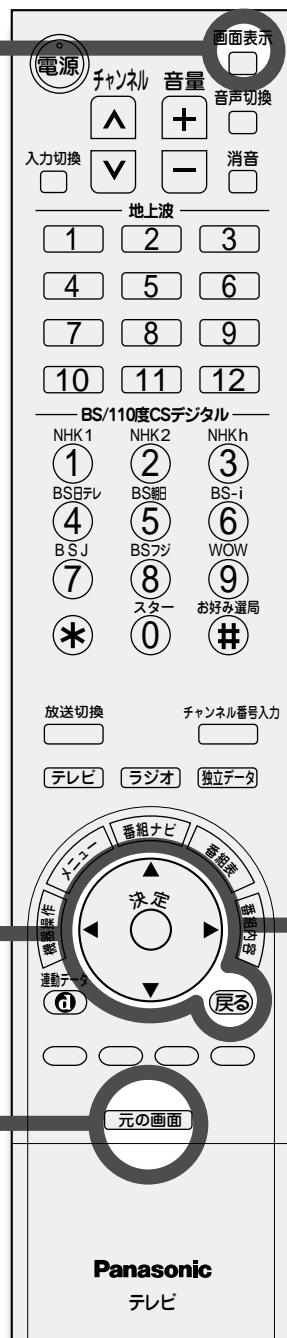 画面表示
電源
チャンネル 音量
音声切換
入力切換
消音
地上波
1 2 3
4 5 6
7 8 9
10 11 12
BS/110度CSデジタル
NHK1 NHK2 NHKh
1 2 3
BS日テレ BS朝日 BS-i
4 5 6
BSJ BSフジ WOW
7 8 9
スター お好み選局
* 0 #
放送切換 チャンネル番号入力
テレビ ラジオ 独立データ
機器操作 メニュー 番組ナビ 番組表 番組内容
決定
連動データ
d
戻る
元の画面
Panasonic
テレビ